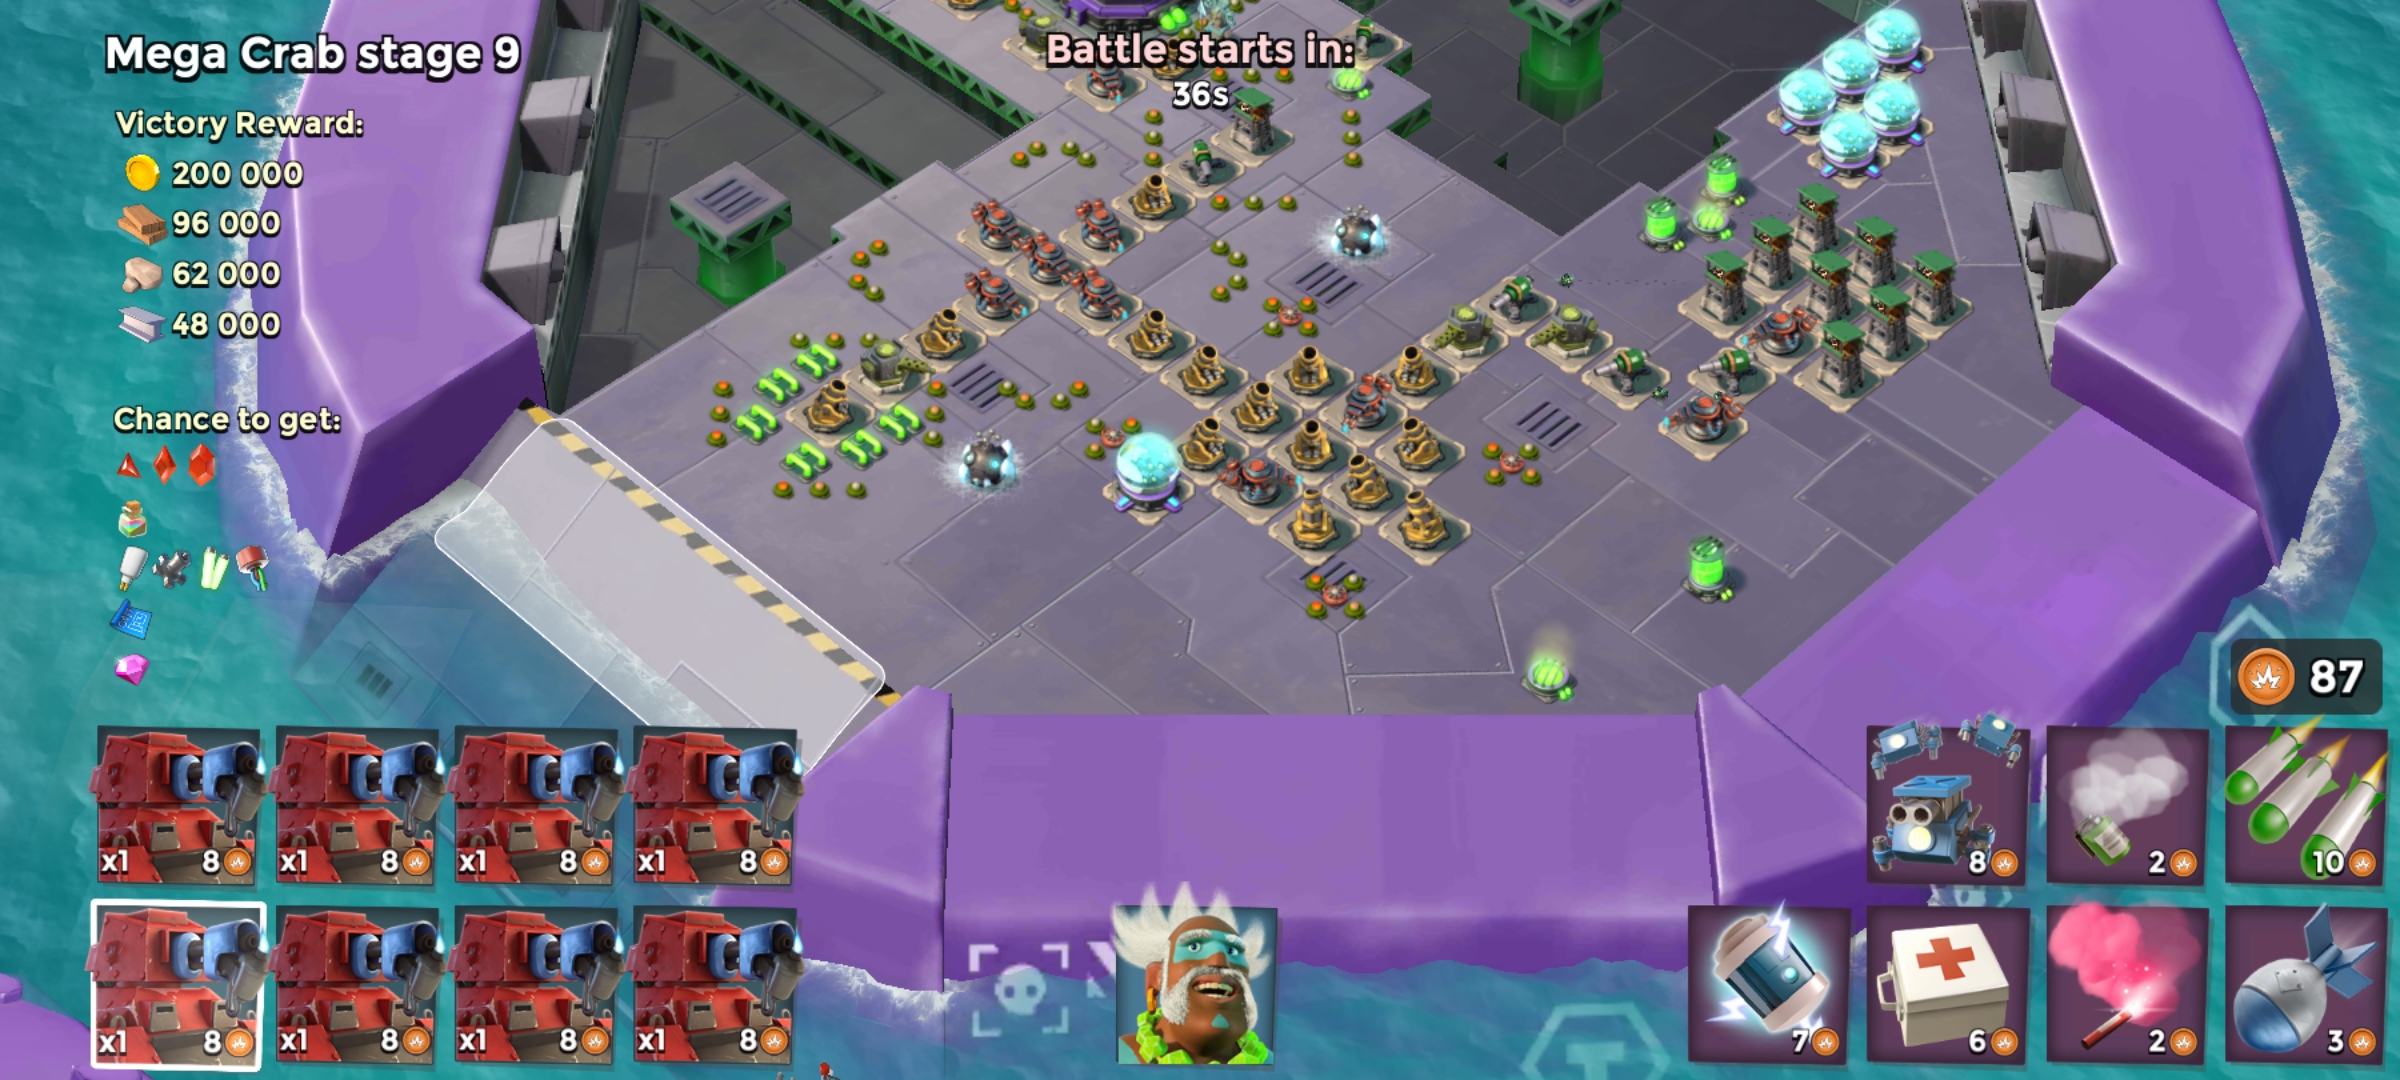 Mega Crab stage 9
Battle starts in:
36s
Victory Reward:
200 000
96 000
62 000
48 000
Chance to get:
87
x1 8
x1 8
x1 8
x1 8
8
2
10
x1 8
x1 8
x1 8
x1 8
7
6
2
3